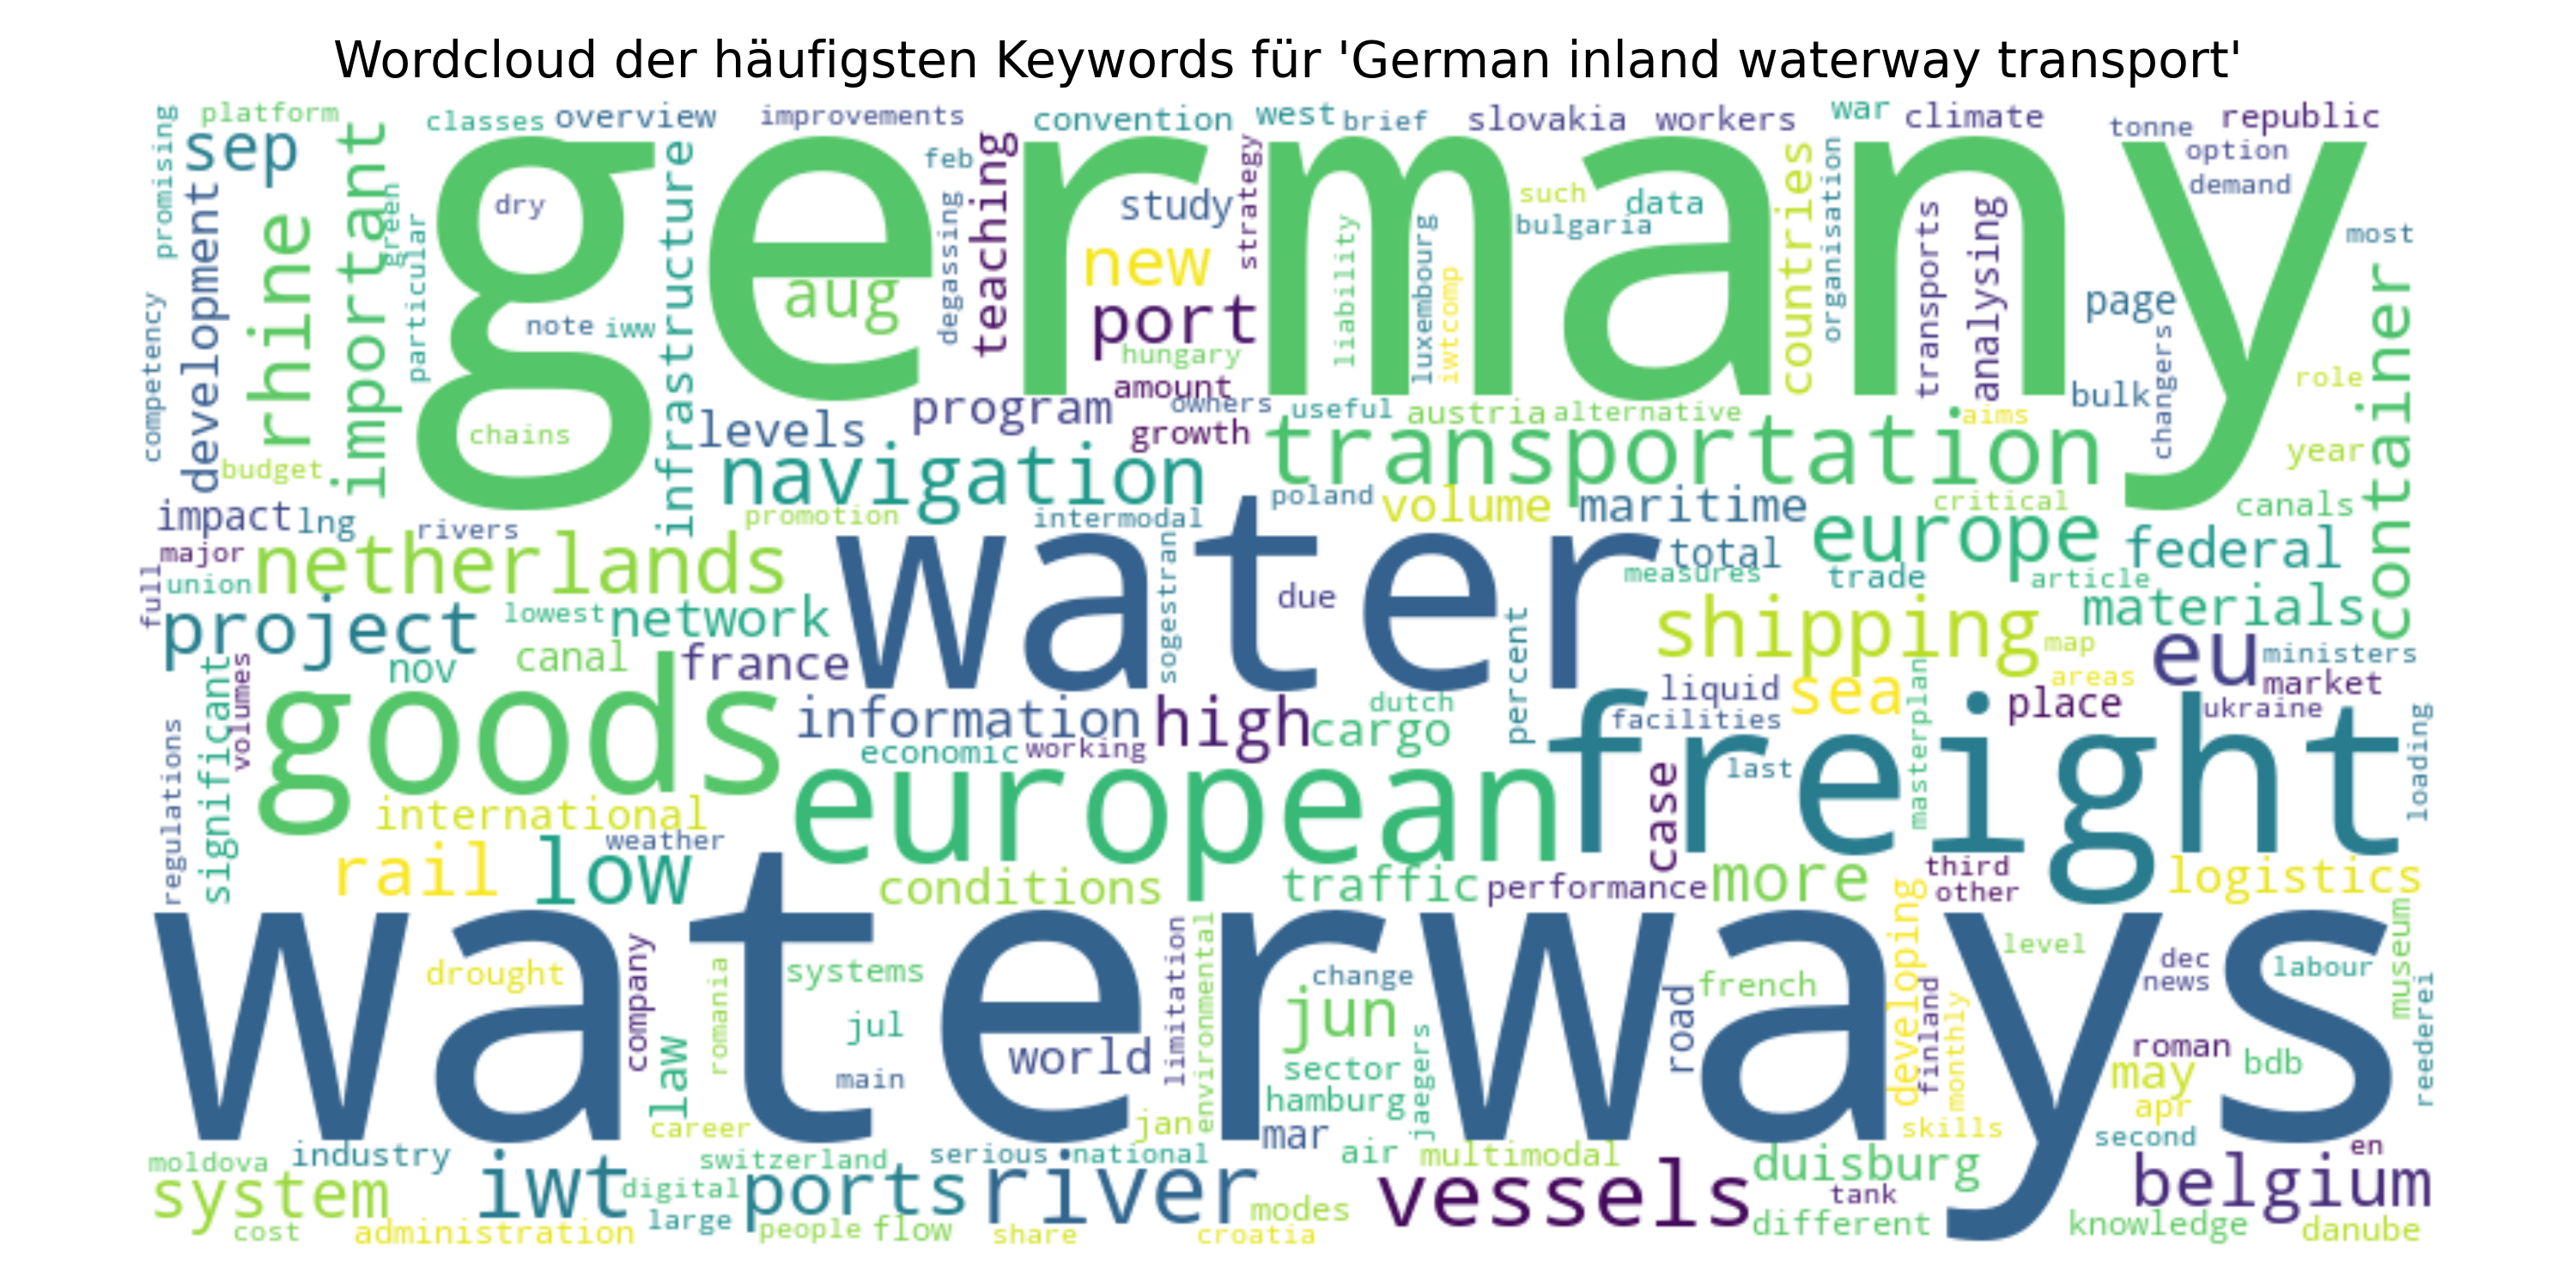 Wordcloud der häufigsten Keywords für 'German inland waterway transport'
platform
classes
overview
improvements
convention
west
brief
slovakia
workers
war
climate
tonne
republic
promising
sep
important
germany
feb
teaching
strategy
option
demand
dry
study
such
data
countries
organisation
most
development
rhine
green
particular
infrastructure
degassing
new
bulgaria
transports
analysing
aug
liability
luxembourg
iwtcomp
page
container
note
iww
port
hungary
changers
competency
amount
bulk
role
program
owners
useful
austria
alternative
aims
chains
levels
growth
transportation
year
budget
navigation
poland
volume
maritime
critical
canals
impact
lng
rivers
promotion
intermodal
water
europe
federal
major
netherlands
total
union
measures
trade
article
full
project
lowest
network
sogestran
due
percent
shipping
materials
map
eu
ministers
nov
canal
france
areas
market
significant
volumes
goods
information
high
dutch
cargo
liquid
sea
masterplan
place
ukraine
facilities
freight
loading
regulations
economic
working
last
european
case
international
weather
rail
low
conditions
traffic
performance
more
third
other
logistics
waterways
drought
company
romania
systems
limitation
environmental
change
french
developing
level
dec
news
labour
museum
jul
jun
road
finland
monthly
reederei
law
main
world
sector
jaegers
roman
bdb
may
hamburg
apr
career
jan
mar
skills
second
moldova
industry
switzerland
serious
national
air
multimodal
duisburg
en
system
iwt
digital
ports
river
vessels
tank
belgium
large
modes
different
knowledge
cost
administration
people
flow
share
croatia
danube